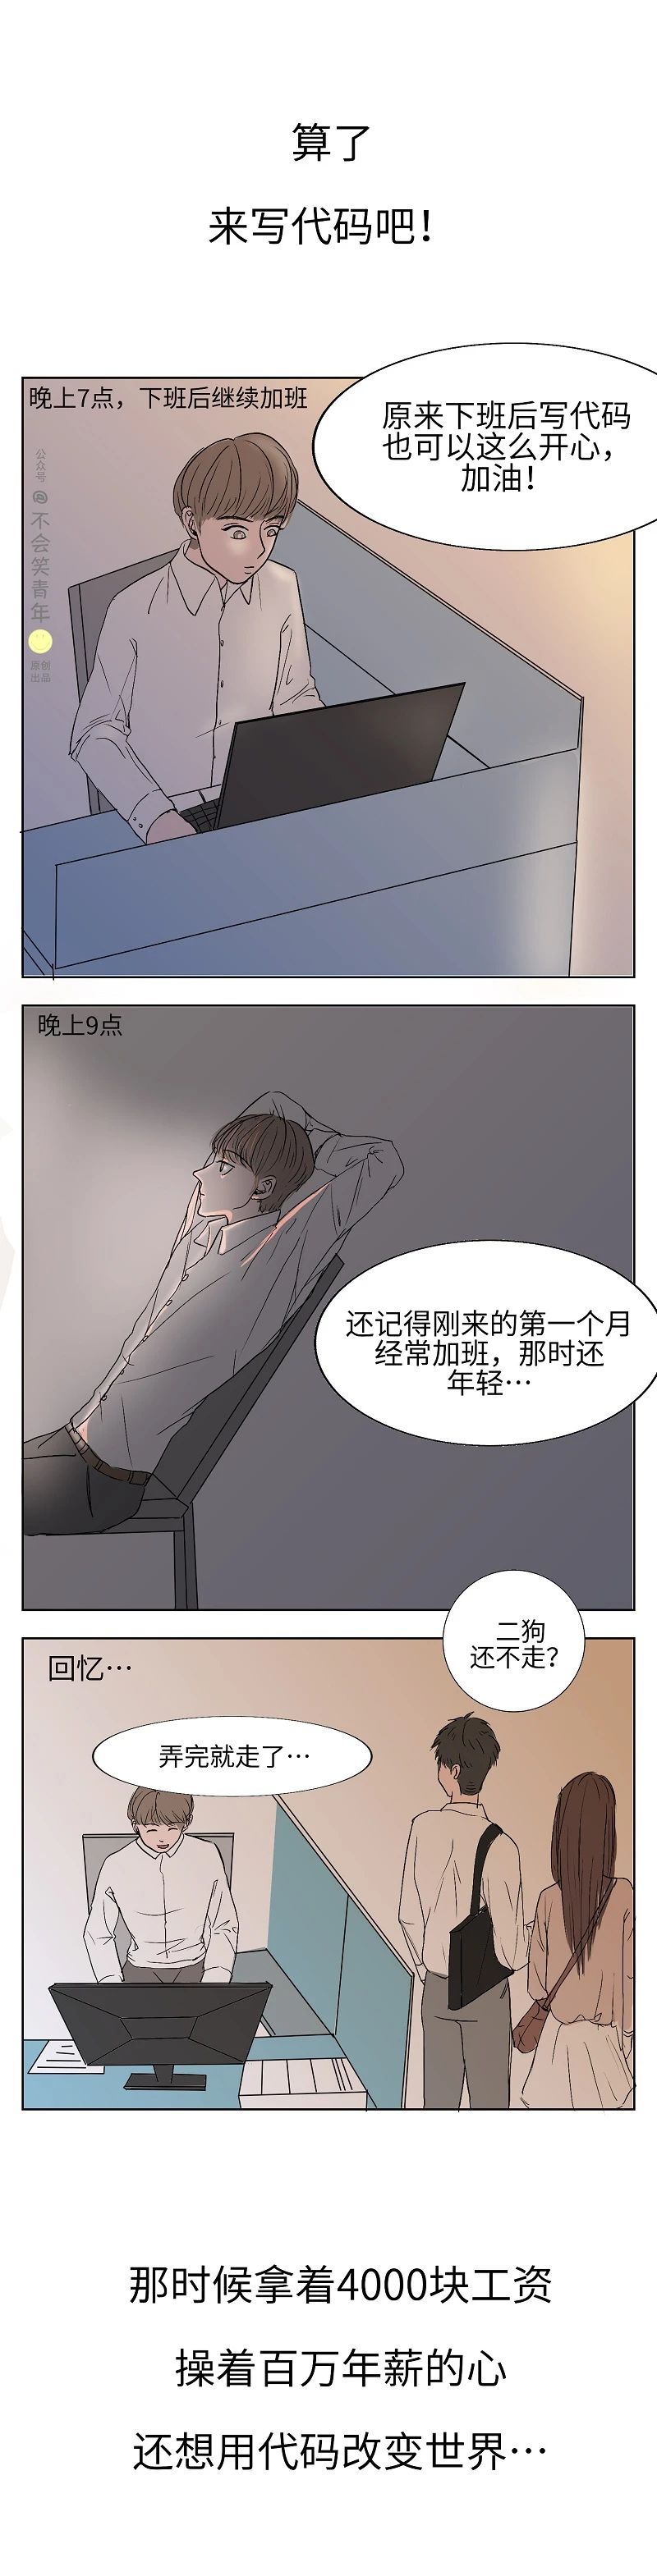 算了
来写代码吧！
晚上7点，下班后继续加班
原来下班后写代码
也可以这么开心，
加油！
公众号
不会笑青年
原创
出品
晚上9点
还记得刚来的第一个月
经常加班，那时还
年轻…
二狗
还不走？
回忆…
弄完就走了…
那时候拿着4000块工资
操着百万年薪的心
还想用代码改变世界…